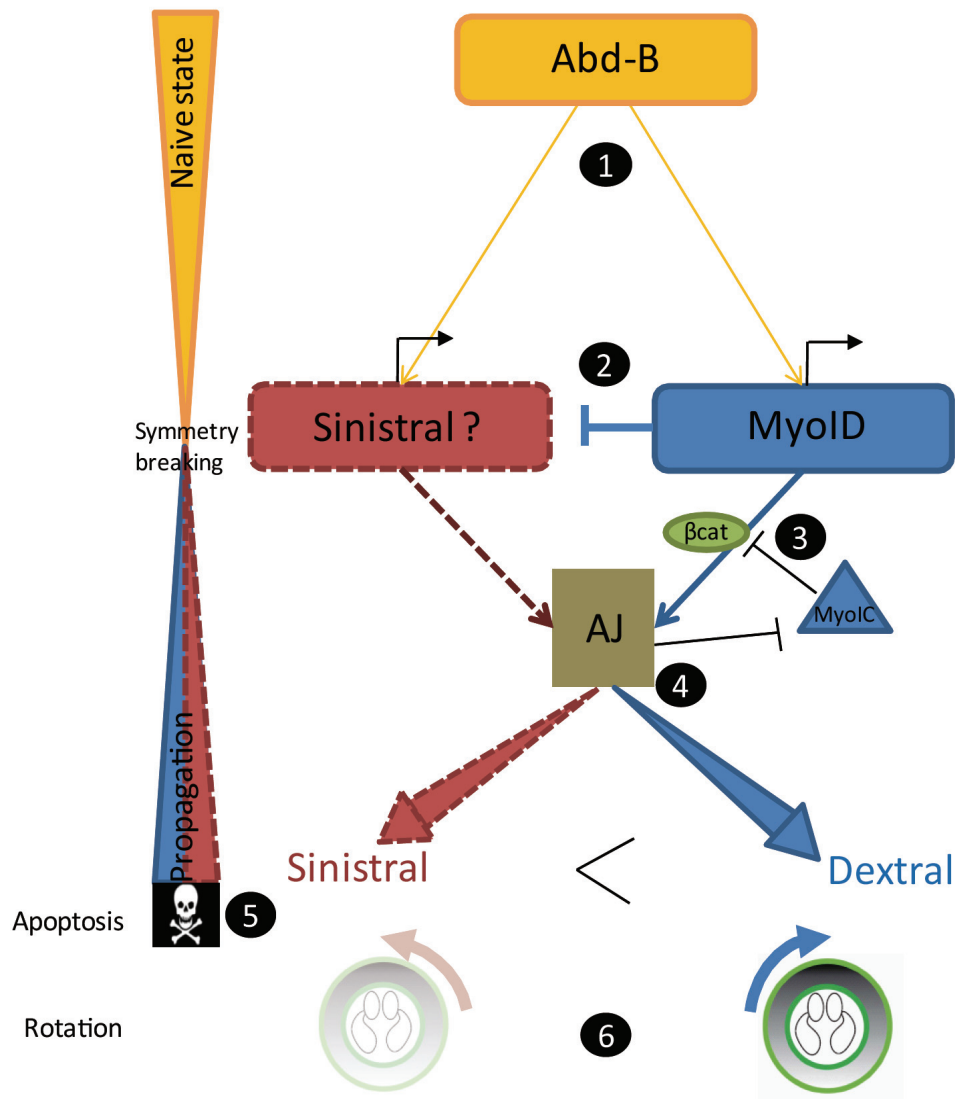 Naive state
Abd-B
1
2
Sinistral ?
MyoID
Symmetry
breaking
βcat
3
MyoIC
AJ
4
Propagation
Sinistral
<
Dextral
Apoptosis
5
Rotation
6